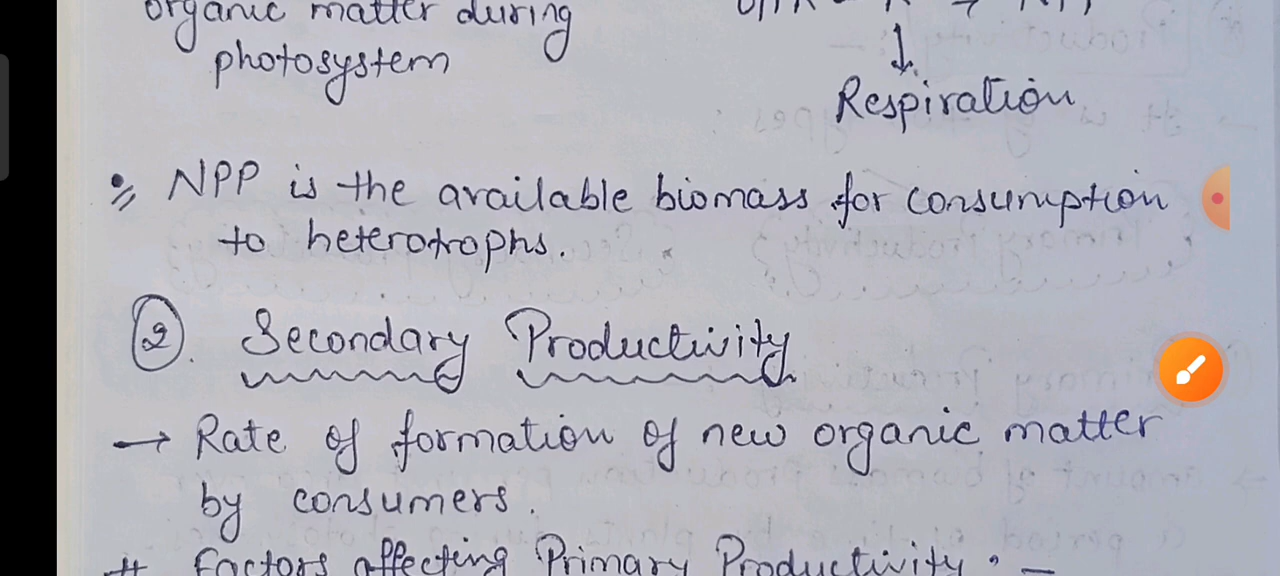 organic matter during
photosystem
Respiration
NPP is the available biomass for consumption
to heterotrophs.
② Secondary Productivity
→ Rate of formation of new organic matter
by consumers.
# Factors affecting Primary Productivity : —